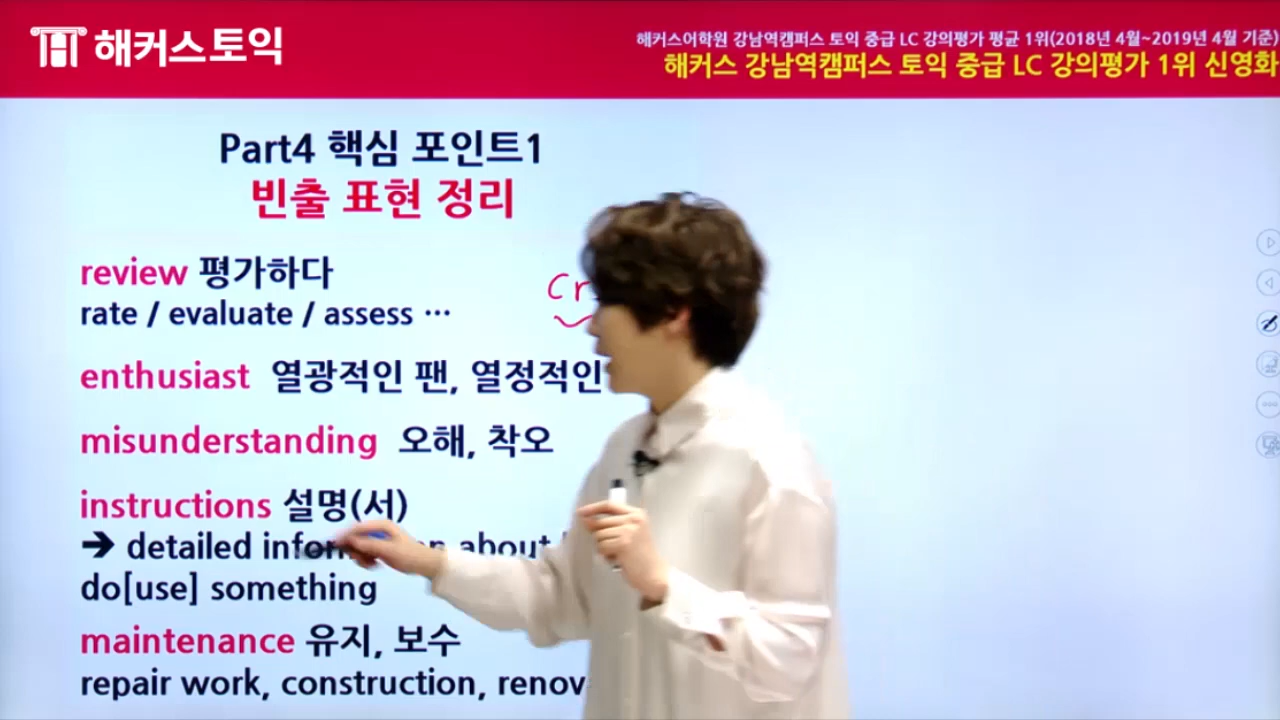 해커스토익
해커스어학원 강남역캠퍼스 토익 중급 LC 강의평가 평균 1위(2018년 4월~2019년 4월 기준)
해커스 강남역캠퍼스 토익 중급 LC 강의평가 1위 신영화
Part4 핵심 포인트1
빈출 표현 정리
review 평가하다
rate / evaluate / assess ···
Cr
enthusiast 열광적인 팬, 열정적인
misunderstanding 오해, 착오
instructions 설명(서)
➔ detailed about
do[use] something
maintenance 유지, 보수
repair work, construction, renov